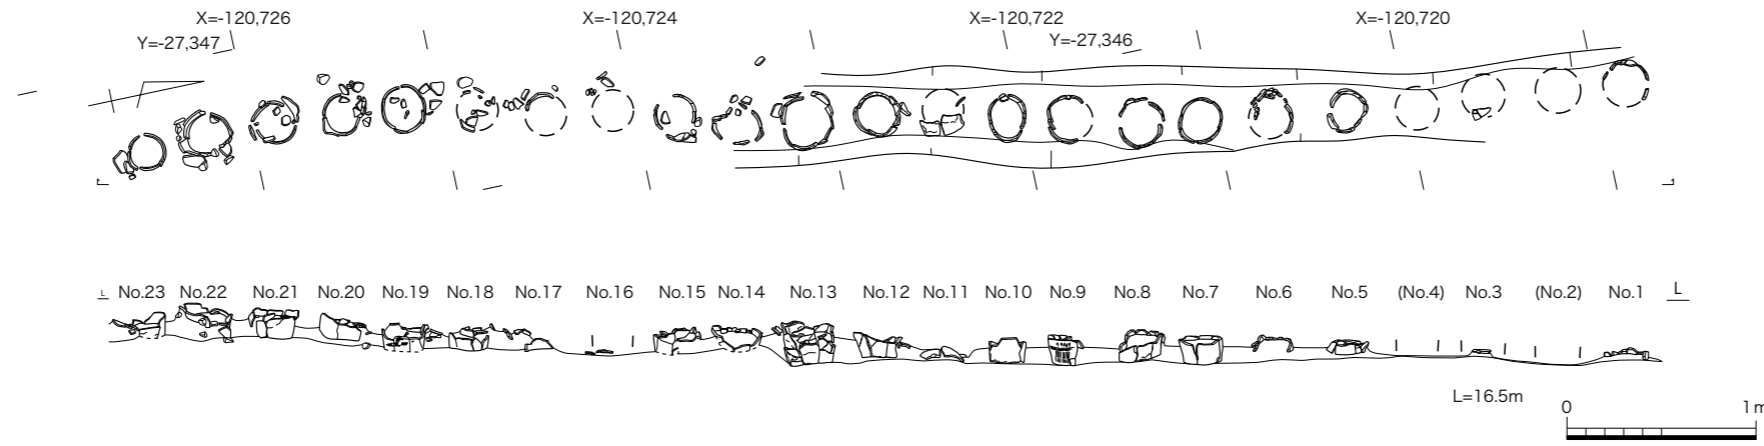 X=-120,726 X=-120,724 X=-120,722 X=-120,720
Y=-27,347 Y=-27,346
L No.23 No.22 No.21 No.20 No.19 No.18 No.17 No.16 No.15 No.14 No.13 No.12 No.11 No.10 No.9 No.8 No.7 No.6 No.5 (No.4) No.3 (No.2) No.1 L
L=16.5m
0 1m